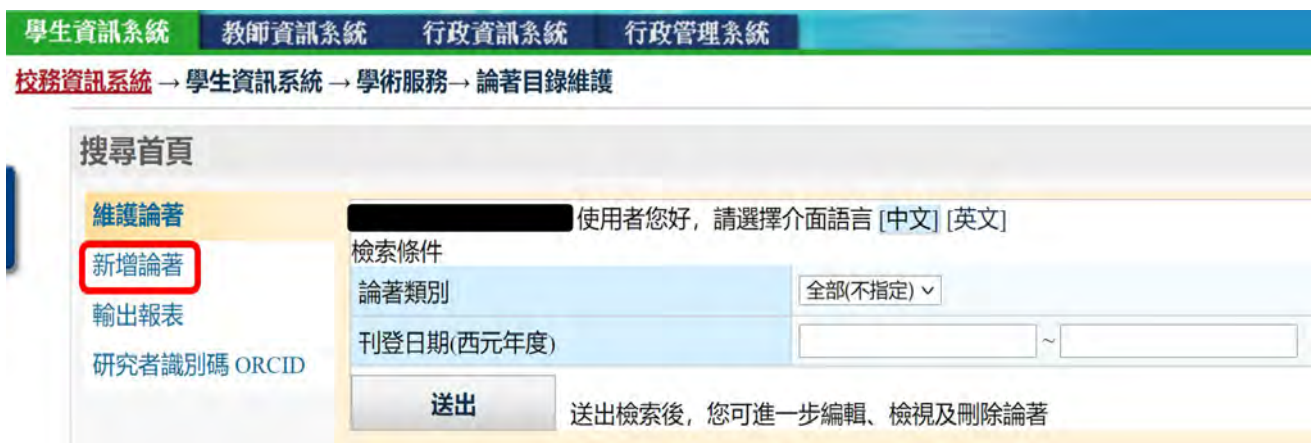 學生資訊系統 教師資訊系統 行政資訊系統 行政管理系統
校務資訊系統 → 學生資訊系統 → 學術服務→ 論著目錄維護
搜尋首頁
維護論著
新增論著
輸出報表
研究者識別碼 ORCID
使用者您好，請選擇介面語言 [中文] [英文]
檢索條件
論著類別 全部(不指定)
刊登日期(西元年度) ~
送出 送出檢索後，您可進一步編輯、檢視及刪除論著